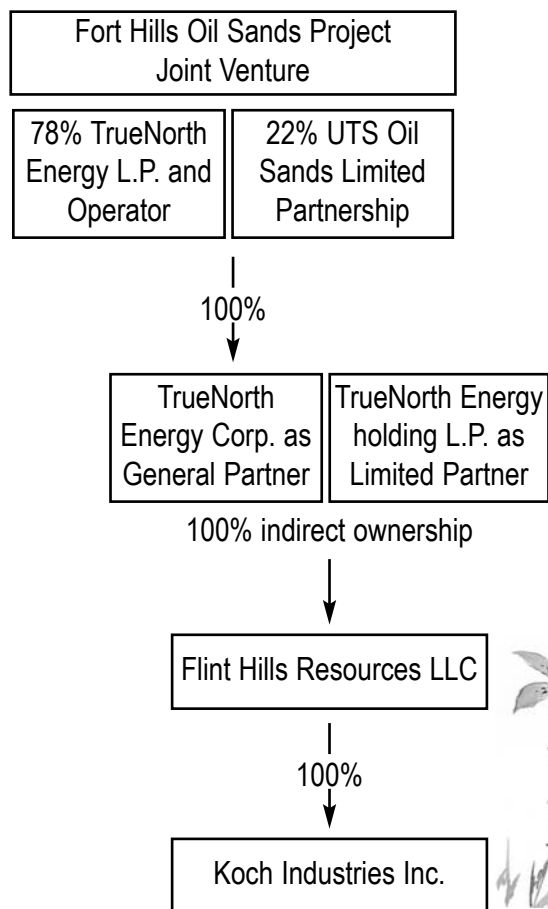 Fort Hills Oil Sands Project
Joint Venture
78% TrueNorth
Energy L.P. and
Operator
22% UTS Oil
Sands Limited
Partnership
100%
TrueNorth
Energy Corp. as
General Partner
TrueNorth Energy
holding L.P. as
Limited Partner
100% indirect ownership
Flint Hills Resources LLC
100%
Koch Industries Inc.